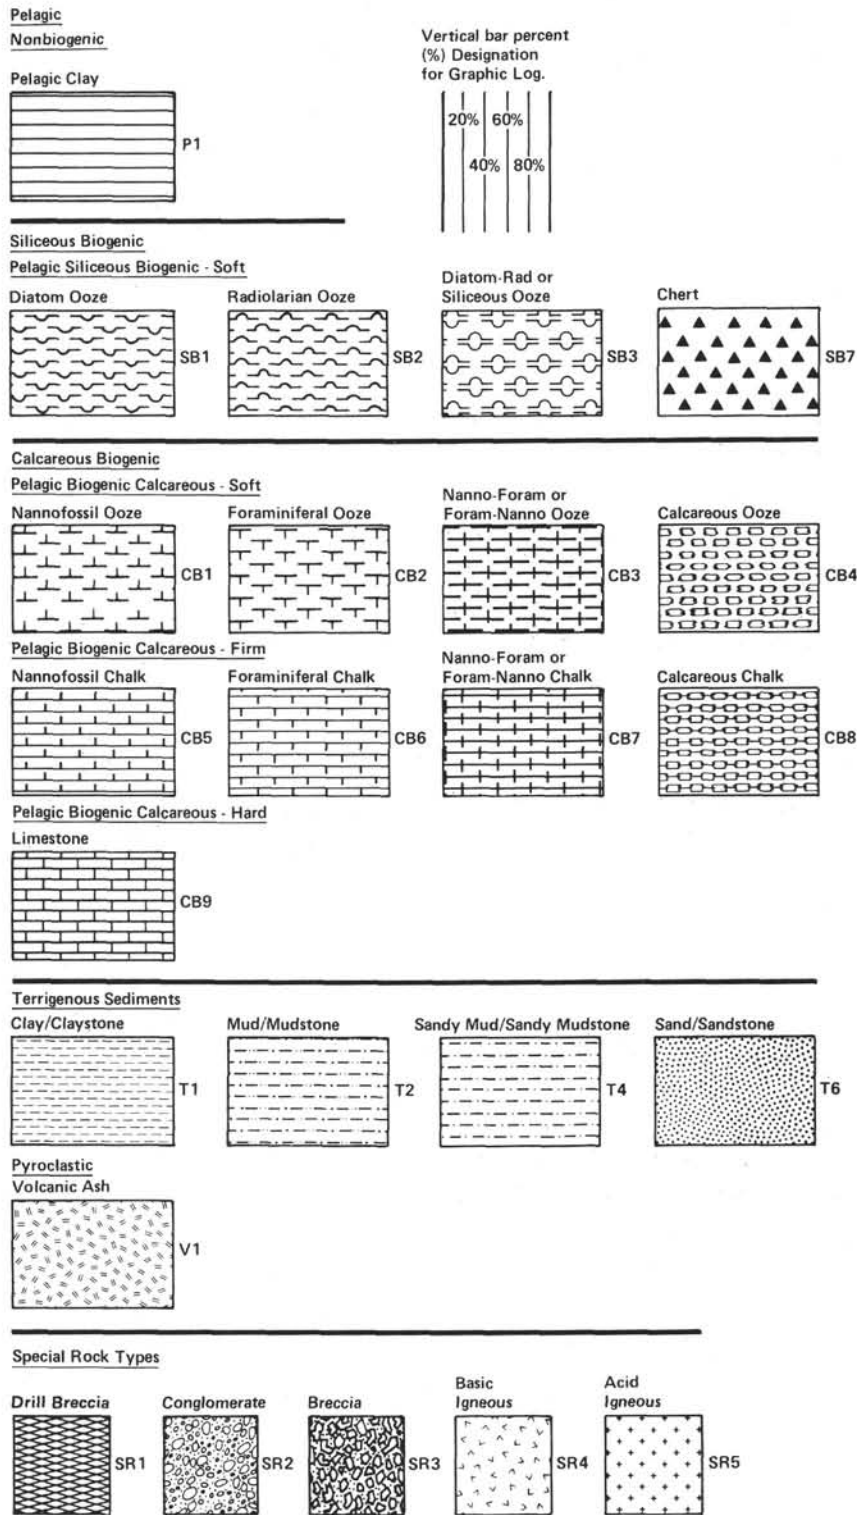 Pelagic
Nonbiogenic
Pelagic Clay
P1
Vertical bar percent
(%) Designation
for Graphic Log.
20% 60%
40% 80%
Siliceous Biogenic
Pelagic Siliceous Biogenic - Soft
Diatom Ooze
SB1
Radiolarian Ooze
SB2
Diatom-Rad or
Siliceous Ooze
SB3
Chert
SB7
Calcareous Biogenic
Pelagic Biogenic Calcareous - Soft
Nannofossil Ooze
CB1
Foraminiferal Ooze
CB2
Nanno-Foram or
Foram-Nanno Ooze
CB3
Calcareous Ooze
CB4
Pelagic Biogenic Calcareous - Firm
Nannofossil Chalk
CB5
Foraminiferal Chalk
CB6
Nanno-Foram or
Foram-Nanno Chalk
CB7
Calcareous Chalk
CB8
Pelagic Biogenic Calcareous - Hard
Limestone
CB9
Terrigenous Sediments
Clay/Claystone
T1
Mud/Mudstone
T2
Sandy Mud/Sandy Mudstone
T4
Sand/Sandstone
T6
Pyroclastic
Volcanic Ash
V1
Special Rock Types
Drill Breccia
SR1
Conglomerate
SR2
Breccia
SR3
Basic
Igneous
SR4
Acid
Igneous
SR5